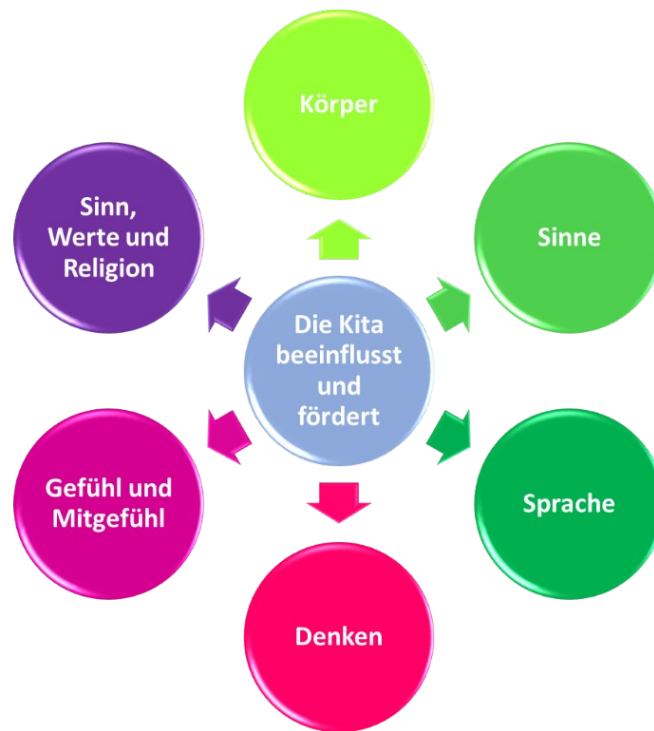 Körper
Sinn,
Werte und
Religion
Sinne
Die Kita
beeinflusst
und
fördert
Gefühl und
Mitgefühl
Sprache
Denken